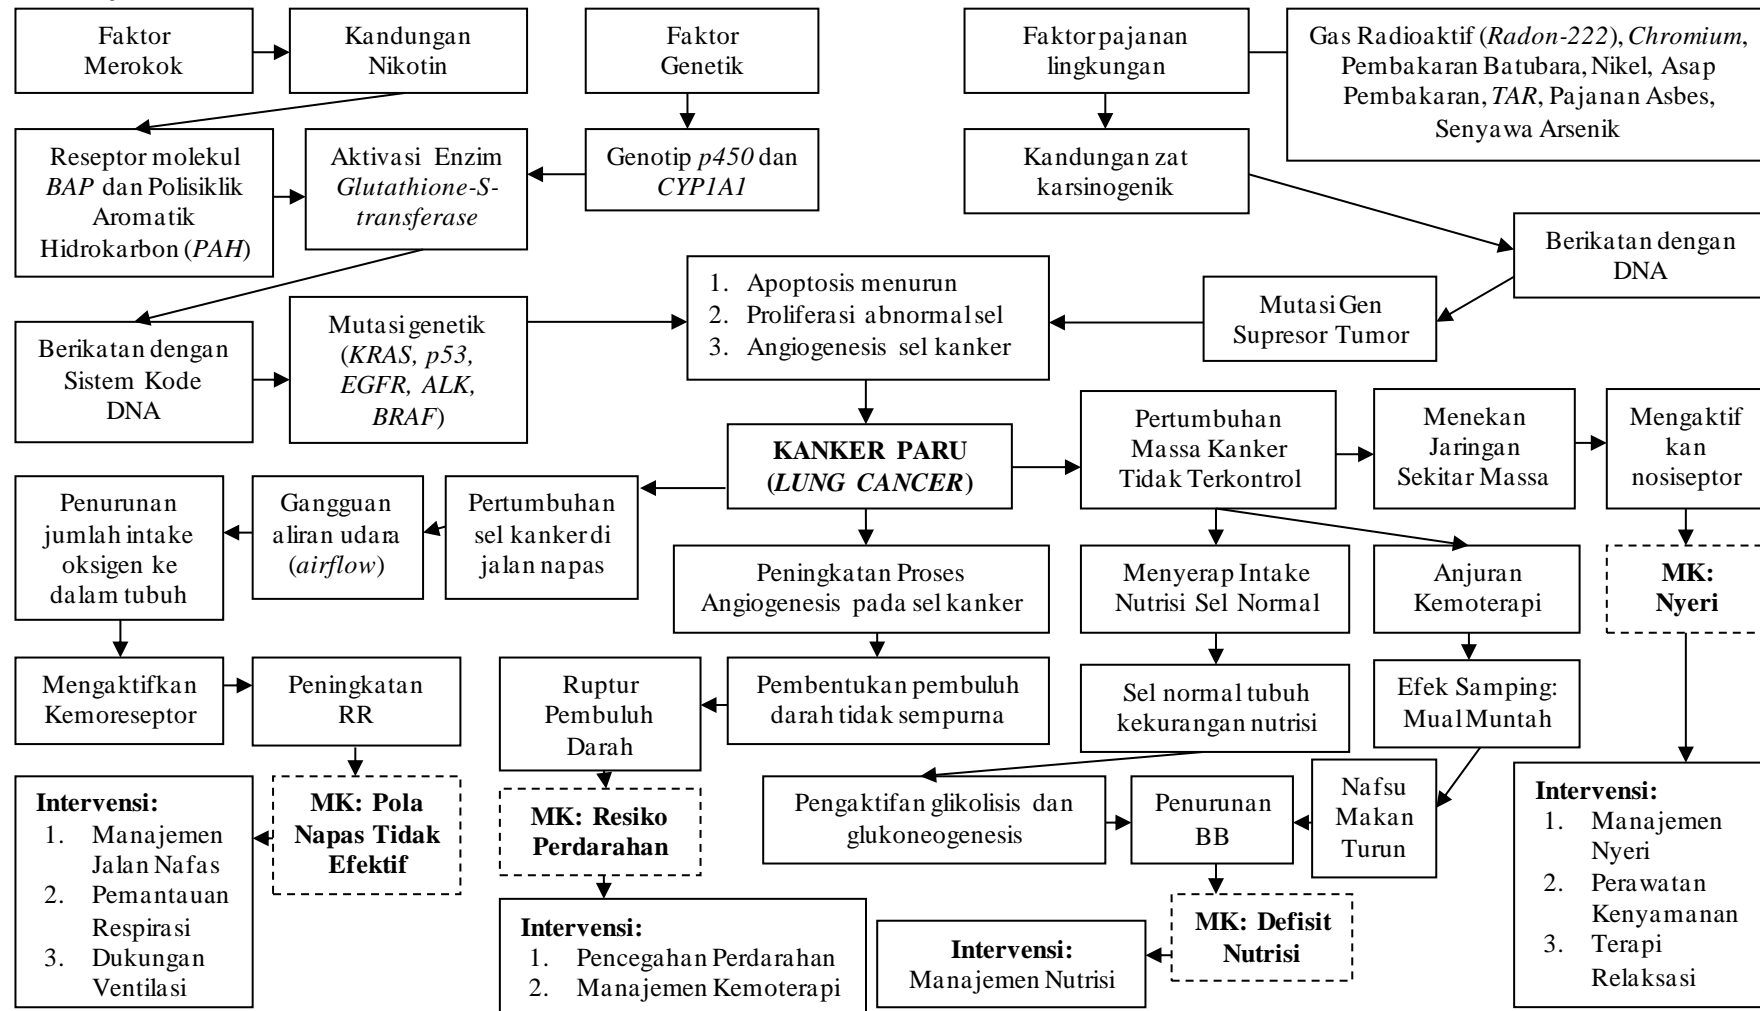 Faktor
Merokok
Kandungan
Nikotin
Faktor
Genetik
Faktor pajanan
lingkungan
Gas Radioaktif (Radon-222), Chromium,
Pembakaran Batubara, Nikel, Asap
Pembakaran, TAR, Pajanan Asbes,
Senyawa Arsenik
Reseptor molekul
BAP dan Polisiklik
Aromatik
Hidrokarbon (PAH)
Aktivasi Enzim
Glutathione-S-
transferase
Genotip p450 dan
CYP1A1
Kandungan zat
karsinogenik
Berikatan dengan
DNA
Berikatan dengan
Sistem Kode
DNA
Mutasi genetik
(KRAS, p53,
EGFR, ALK,
BRAF)
1. Apoptosis menurun
2. Proliferasi abnormal sel
3. Angiogenesis sel kanker
Mutasi Gen
Supresor Tumor
KANKER PARU
(LUNG CANCER)
Pertumbuhan
Massa Kanker
Tidak Terkontrol
Menekan
Jaringan
Sekitar Massa
Mengaktif
kan
nosiseptor
Penurunan
jumlah intake
oksigen ke
dalam tubuh
Gangguan
aliran udara
(airflow)
Pertumbuhan
sel kanker di
jalan napas
Peningkatan Proses
Angiogenesis pada sel kanker
Menyerap Intake
Nutrisi Sel Normal
Anjuran
Kemoterapi
MK:
Nyeri
Mengaktifkan
Kemoreseptor
Peningkatan
RR
Ruptur
Pembuluh
Darah
Pembentukan pembuluh
darah tidak sempurna
Sel normal tubuh
kekurangan nutrisi
Efek Samping:
Mual Muntah
Intervensi:
1. Manajemen
Jalan Nafas
2. Pemantauan
Respirasi
3. Dukungan
Ventilasi
MK: Pola
Napas Tidak
Efektif
MK: Resiko
Perdarahan
Pengaktifan glikolisis dan
glukoneogenesis
Penurunan
BB
Nafsu
Makan
Turun
Intervensi:
1. Manajemen
Nyeri
2. Perawatan
Kenyamanan
3. Terapi
Relaksasi
Intervensi:
1. Pencegahan Perdarahan
2. Manajemen Kemoterapi
Intervensi:
Manajemen Nutrisi
MK: Defisit
Nutrisi